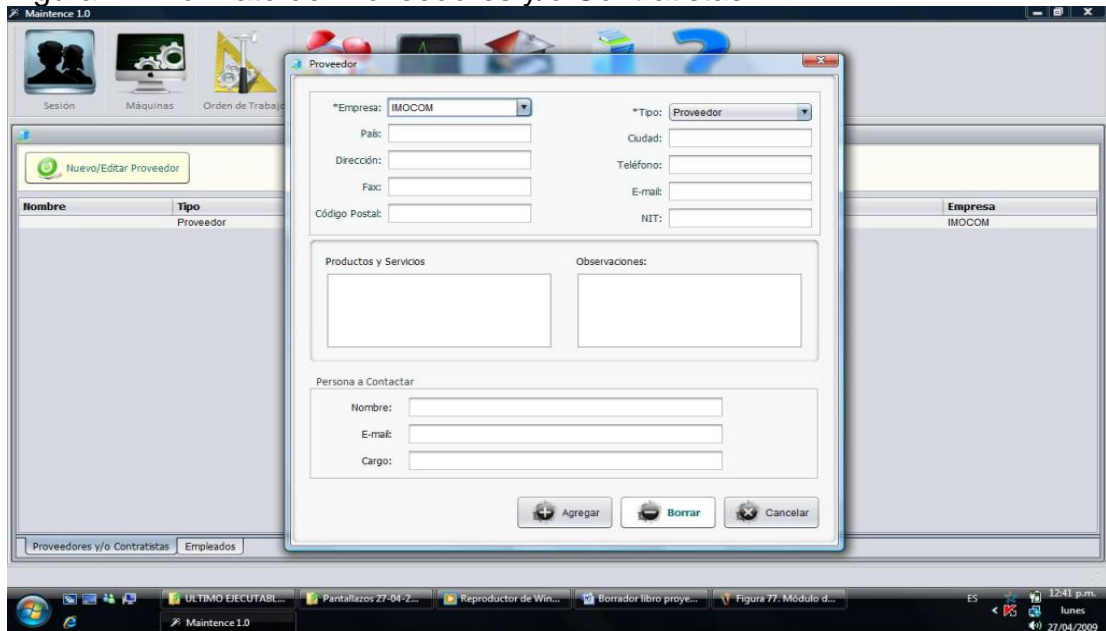 Maintence 1.0
Sesión
Máquinas
Orden de Trabajo
Nuevo/Editar Proveedor
Nombre Tipo Empresa
Proveedor IMOCOM
Proveedor
*Empresa: IMOCOM *Tipo: Proveedor
País: Ciudad:
Dirección: Teléfono:
Fax: E-mail:
Código Postal: NIT:
Productos y Servicios Observaciones:
Persona a Contactar
Nombre:
E-mail:
Cargo:
Agregar Borrar Cancelar
Proveedores y/o Contratistas Empleados
ULTIMO EJECUTABL... Pantallazos 27-04-2... Reproductor de Win... Borrador libro proye... Figura 77. Módulo d... ES 12:41 p.m.
Maintence 1.0 lunes
27/04/2009